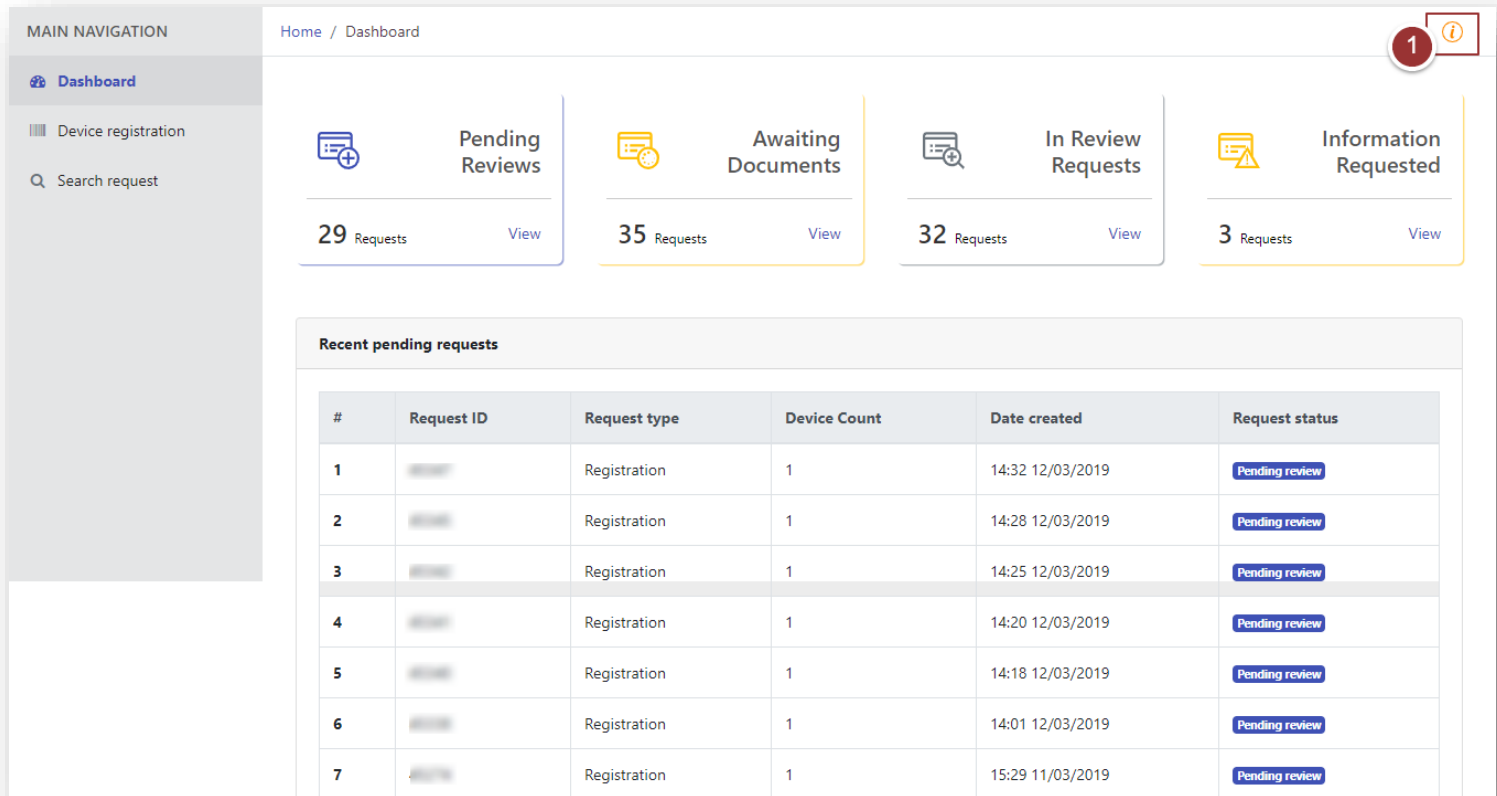 MAIN NAVIGATION
Home / Dashboard
i
1
Dashboard
Device registration
Search request
Pending
Reviews
29 Requests View
Awaiting
Documents
35 Requests View
In Review
Requests
32 Requests View
Information
Requested
3 Requests View
Recent pending requests
# Request ID Request type Device Count Date created Request status
1 Registration 1 14:32 12/03/2019 Pending review
2 Registration 1 14:28 12/03/2019 Pending review
3 Registration 1 14:25 12/03/2019 Pending review
4 Registration 1 14:20 12/03/2019 Pending review
5 Registration 1 14:18 12/03/2019 Pending review
6 Registration 1 14:01 12/03/2019 Pending review
7 Registration 1 15:29 11/03/2019 Pending review